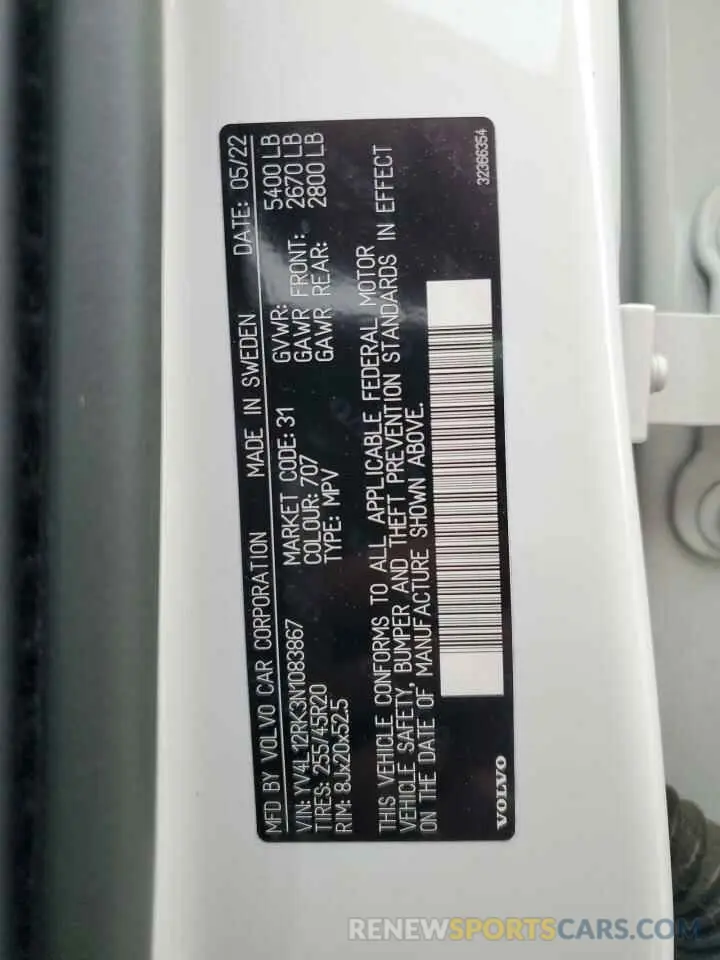 MFD BY VOLVO CAR CORPORATION MADE IN SWEDEN DATE: 05/22
VIN: YV4L12RK3N1083867 MARKET CODE: 31 GVWR: 5400 LB
TIRES: 255/45R20 COLOUR: 707 GAWR FRONT: 2670 LB
RIM: 8Jx20x52.5 TYPE: MPV GAWR REAR: 2800 LB
THIS VEHICLE CONFORMS TO ALL APPLICABLE FEDERAL MOTOR
VEHICLE SAFETY, BUMPER AND THEFT PREVENTION STANDARDS IN EFFECT
ON THE DATE OF MANUFACTURE SHOWN ABOVE.
VOLVO 32366354
RENEWSPORTSCARS.COM